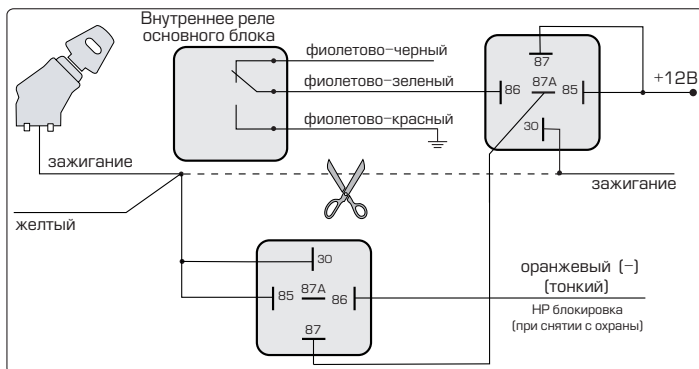 Внутреннее реле
основного блока
фиолетово-черный
фиолетово-зеленый
фиолетово-красный
87
87A
86
85
30
+12В
зажигание
зажигание
желтый
30
85
87A
86
87
оранжевый (-)
(тонкий)
НР блокировка
(при снятии с охраны)